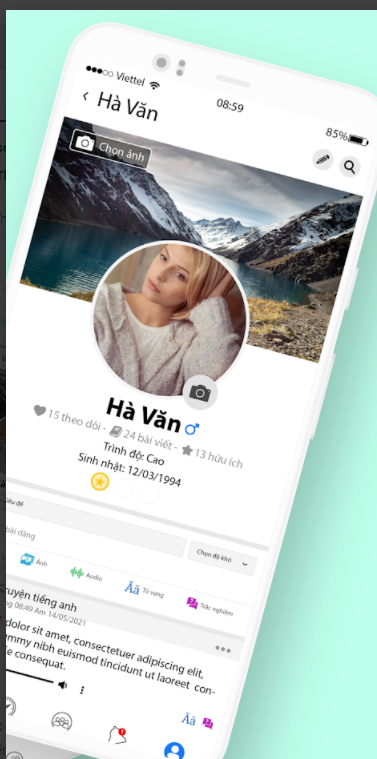 Viettel
08:59
85%
Hà Văn
Chọn ảnh
Hà Văn
15 theo dõi - 24 bài viết - 13 hữu ích
Trình độ: Cao
Sinh nhật: 12/03/1994
Chọn độ khó
bài đăng
Ảnh
Audio
Ãä Từ vựng
Trắc nghiệm
tiếng anh
08:49 Am 14/05/2021
dolor sit amet, consectetuer adipiscing elit,
nibh euismod tincidunt ut laoreet con-
consequat.
Ãä